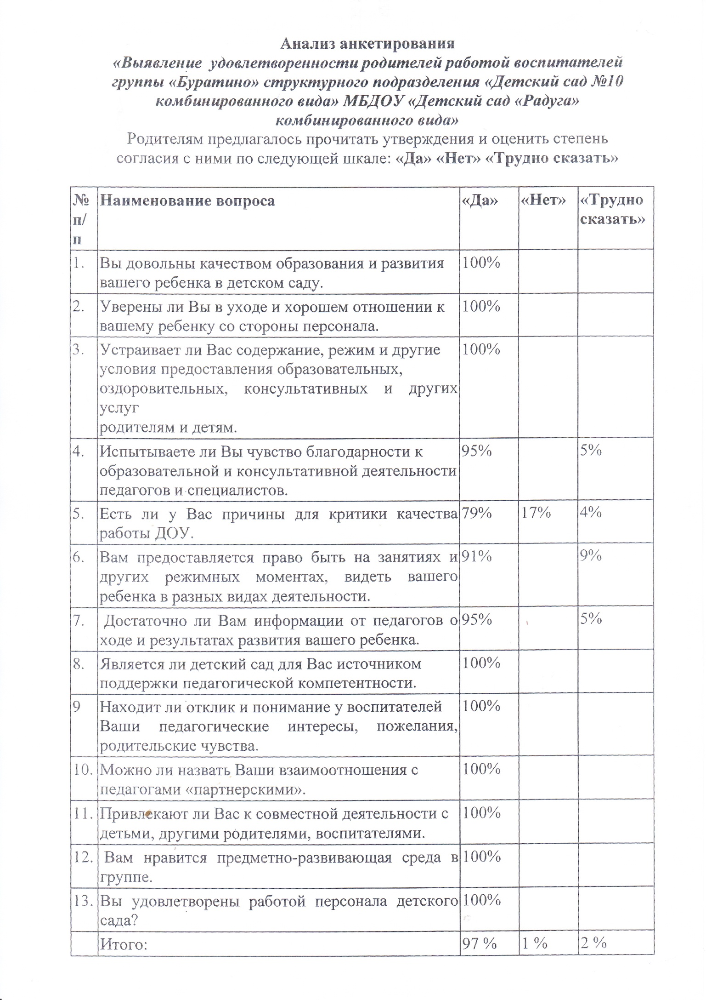 Анализ анкетирования
«Выявление удовлетворенности родителей работой воспитателей
группы «Буратино» структурного подразделения «Детский сад №10
комбинированного вида» МБДОУ «Детский сад «Радуга»
комбинированного вида»
Родителям предлагалось прочитать утверждения и оценить степень
согласия с ними по следующей шкале: «Да» «Нет» «Трудно сказать»
№ Наименование вопроса «Да» «Нет» «Трудно
п/ сказать»
п
1. Вы довольны качеством образования и развития 100%
вашего ребенка в детском саду.
2. Уверены ли Вы в уходе и хорошем отношении к 100%
вашему ребенку со стороны персонала.
3. Устраивает ли Вас содержание, режим и другие 100%
условия предоставления образовательных,
оздоровительных, консультативных и других
услуг
родителям и детям.
4. Испытываете ли Вы чувство благодарности к 95% 5%
образовательной и консультативной деятельности
педагогов и специалистов.
5. Есть ли у Вас причины для критики качества 79% 17% 4%
работы ДОУ.
6. Вам предоставляется право быть на занятиях и 91% 9%
других режимных моментах, видеть вашего
ребенка в разных видах деятельности.
7. Достаточно ли Вам информации от педагогов о 95% 5%
ходе и результатах развития вашего ребенка.
8. Является ли детский сад для Вас источником 100%
поддержки педагогической компетентности.
9 Находит ли отклик и понимание у воспитателей 100%
Ваши педагогические интересы, пожелания,
родительские чувства.
10. Можно ли назвать Ваши взаимоотношения с 100%
педагогами «партнерскими».
11. Привлекают ли Вас к совместной деятельности с 100%
детьми, другими родителями, воспитателями.
12. Вам нравится предметно-развивающая среда в 100%
группе.
13. Вы удовлетворены работой персонала детского 100%
сада?
Итого: 97 % 1 % 2 %